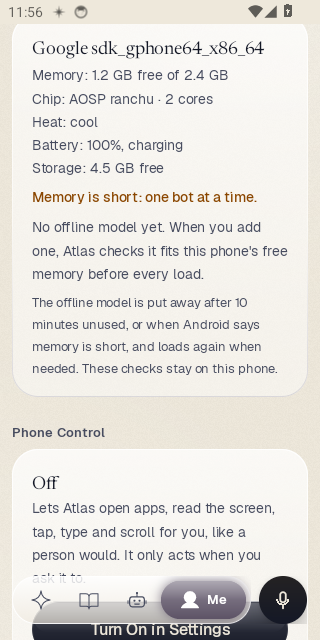 11:56
Google sdk_gphone64_x86_64
Memory: 1.2 GB free of 2.4 GB
Chip: AOSP ranchu · 2 cores
Heat: cool
Battery: 100%, charging
Storage: 4.5 GB free
Memory is short: one bot at a time.
No offline model yet. When you add
one, Atlas checks it fits this phone's free
memory before every load.
The offline model is put away after 10
minutes unused, or when Android says
memory is short, and loads again when
needed. These checks stay on this phone.
Phone Control
Off
Lets Atlas open apps, read the screen,
tap, type and scroll for you, like a
person would. It only acts when you
ask it to.
Me
Turn On in Settings